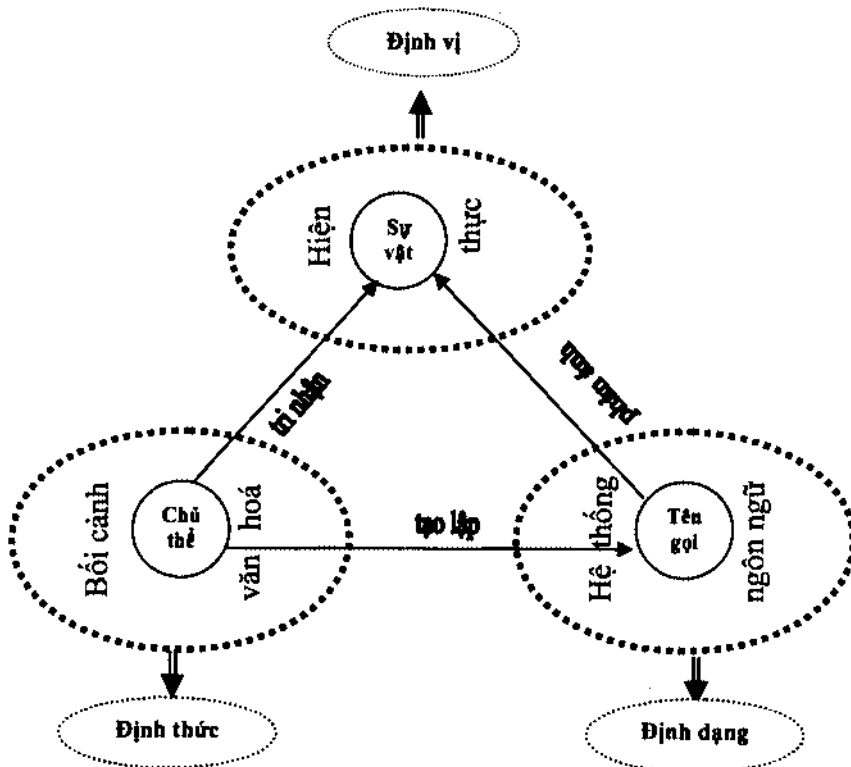 Định vị
Hiện
Sự
vật
thực
tri nhận
phản ánh
Bối cảnh
Chủ
thể
văn hoá
tạo lập
Hệ thống
Tên
gọi
ngôn ngữ
Định thức
Định dạng